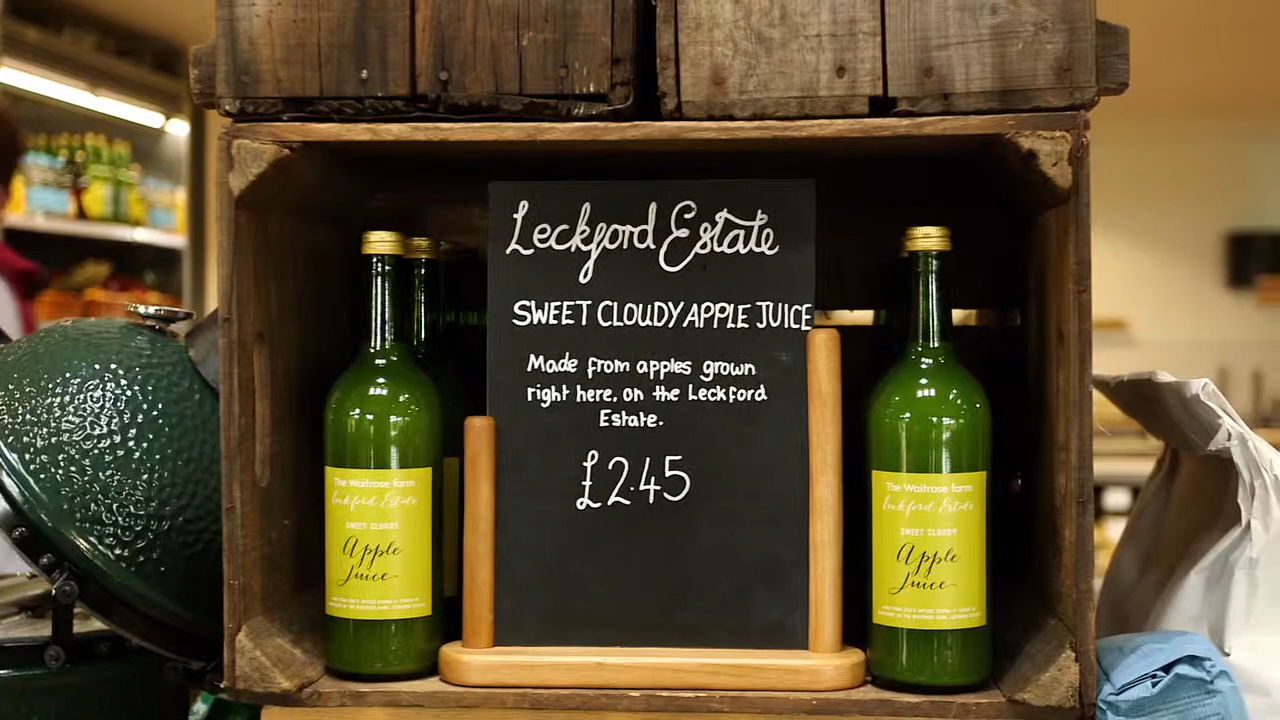 Leckford Estate
SWEET CLOUDY APPLE JUICE
Made from apples grown
right here, on the Leckford
Estate.
£2.45
The Waitrose farm
Leckford Estate
SWEET CLOUDY
Apple
Juice
The Waitrose farm
Leckford Estate
SWEET CLOUDY
Apple
Juice